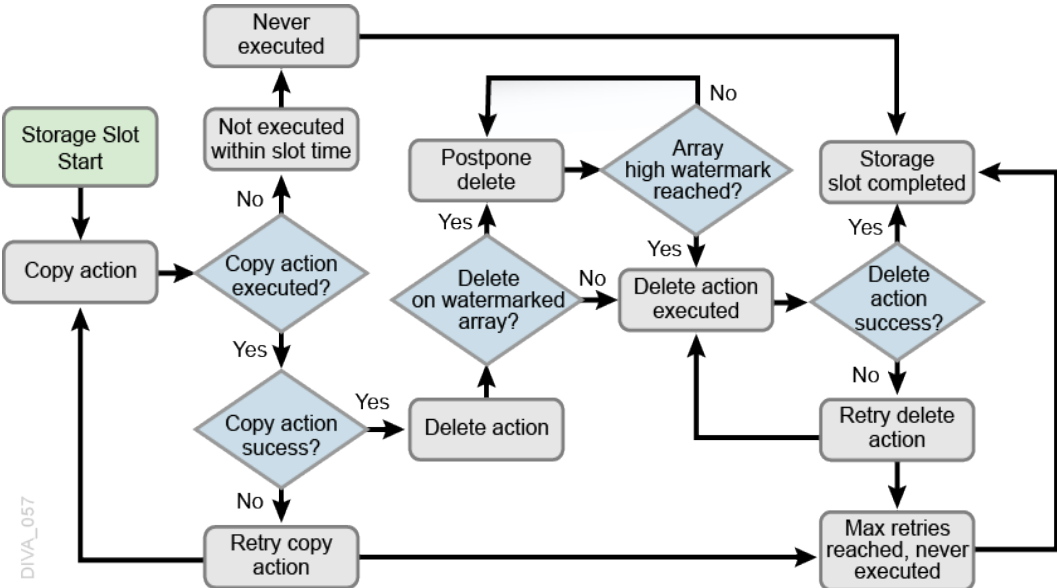 Never
executed
Storage Slot
Start
Not executed
within slot time
No
Copy action
Copy action
executed?
Yes
Copy action
sucess?
Yes
No
Retry copy
action
Delete action
Delete
on watermarked
array?
Yes
No
Postpone
delete
Array
high watermark
reached?
No
Yes
Delete action
executed
Delete
action
success?
Yes
No
Storage
slot completed
Retry delete
action
Max retries
reached, never
executed
DIVA_057